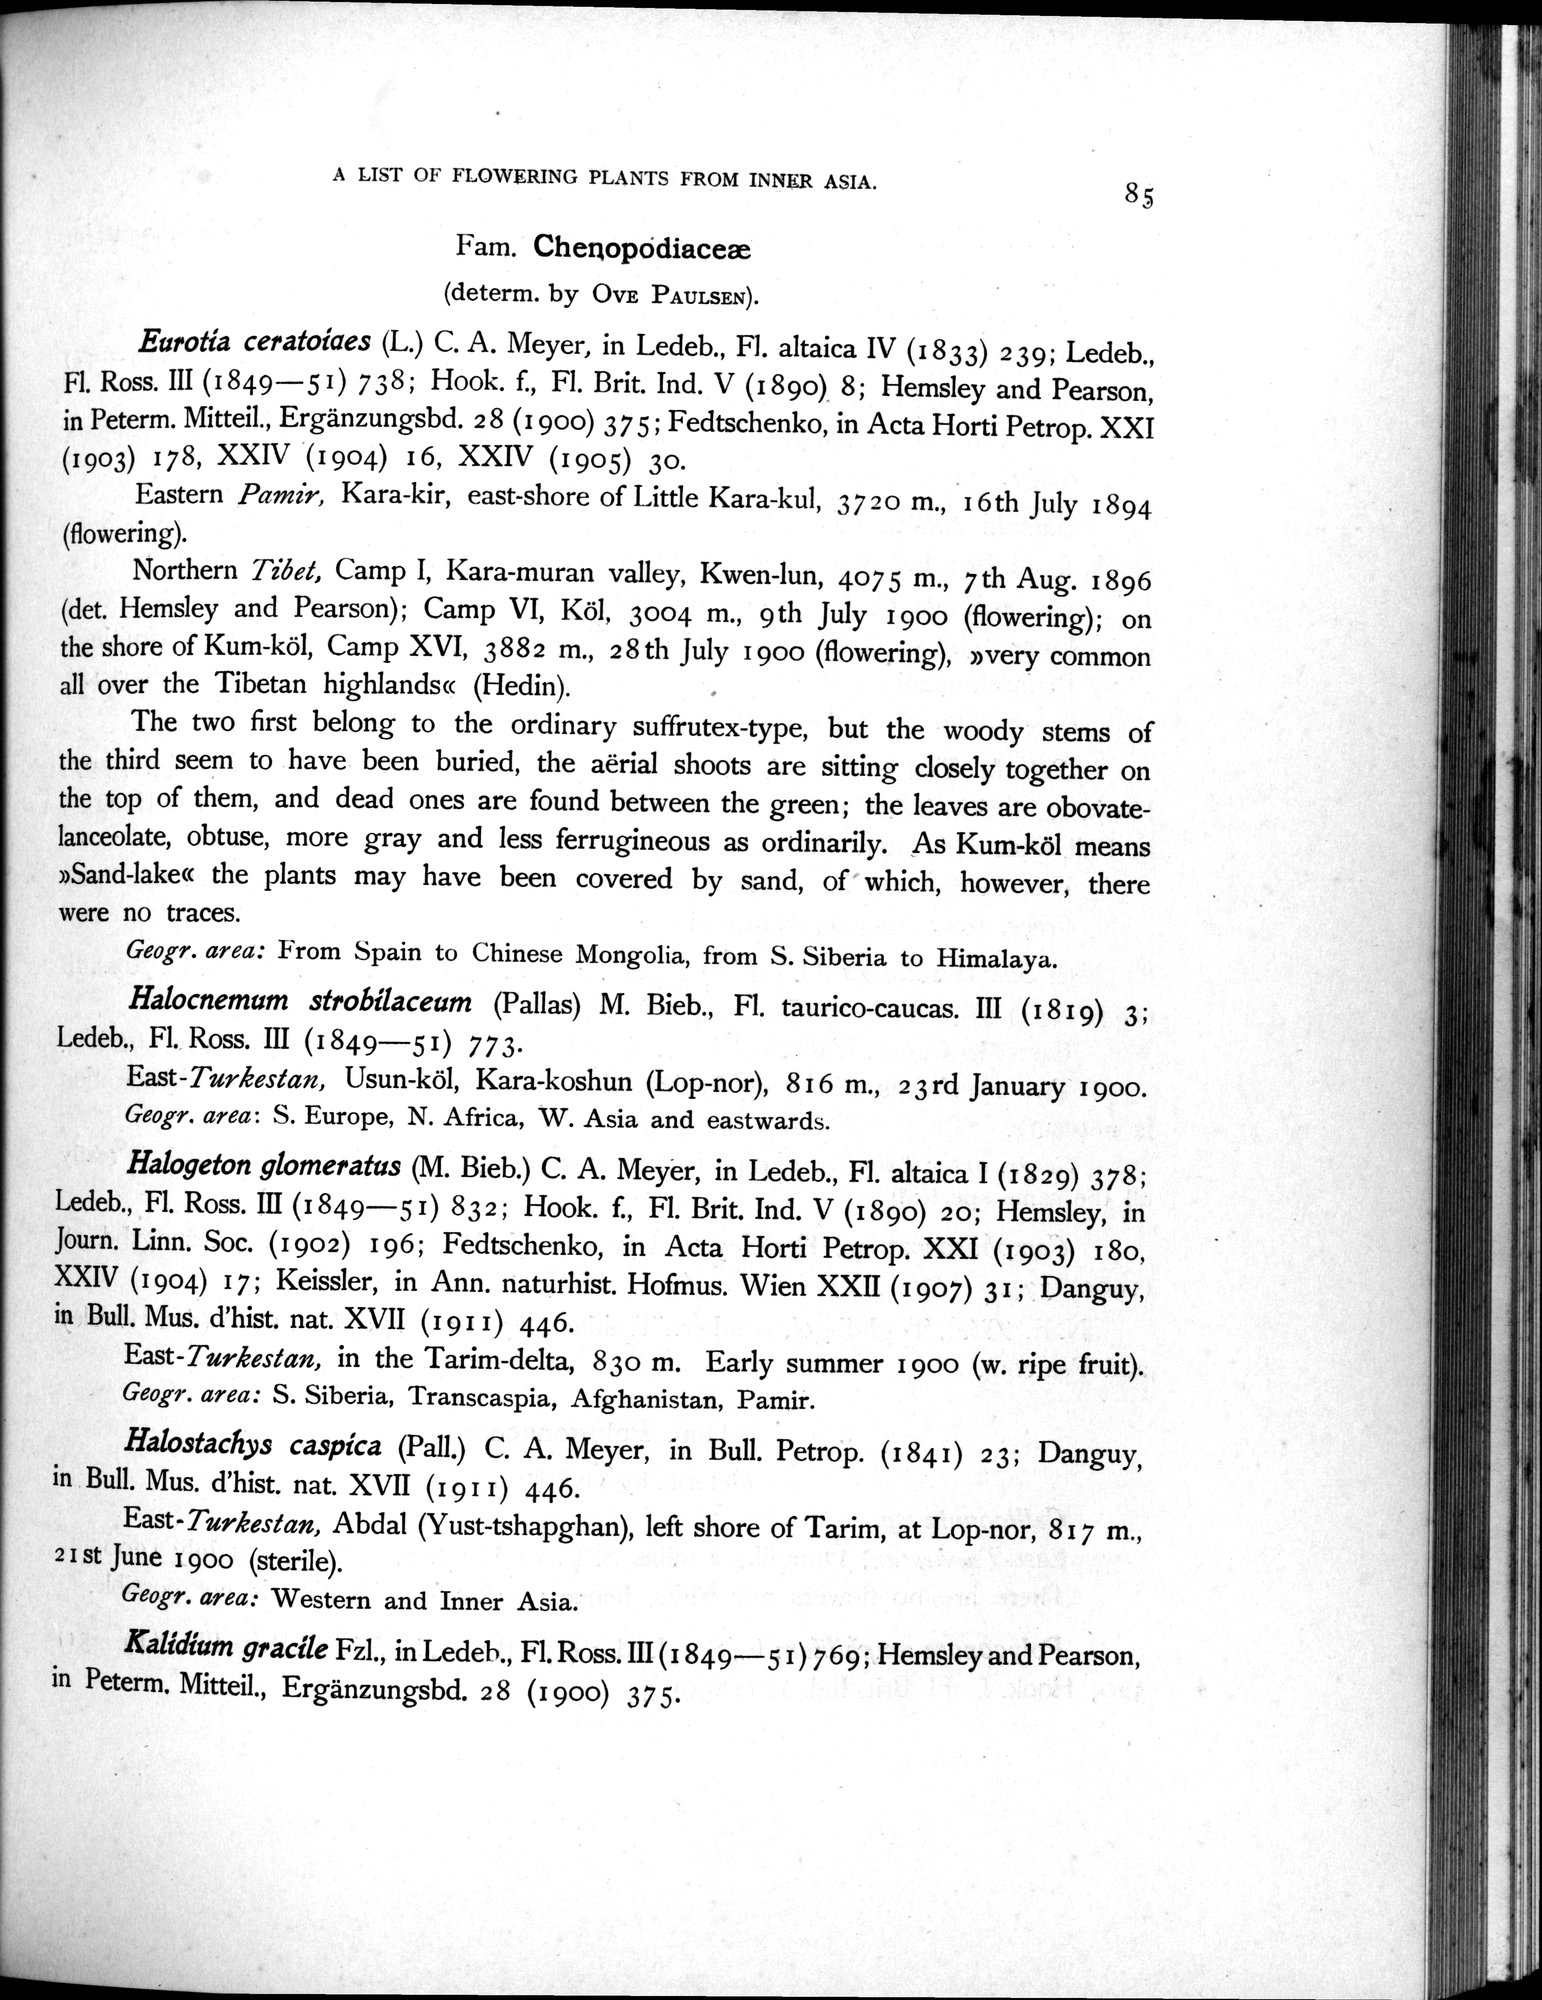 A LIST OF FLOWERING PLANTS FROM INNER ASIA.
85
Fam. Chenopodiaceæ
(determ. by OVE PAULSEN).
Eurotia ceratoides (L.) C. A. Meyer, in Ledeb., Fl. altaica IV (1833) 239; Ledeb.,
Fl. Ross. III (1849—51) 738; Hook. f., Fl. Brit. Ind. V (1890) 8; Hemsley and Pearson,
in Peterm. Mitteil., Ergänzungsbd. 28 (1900) 375; Fedtschenko, in Acta Horti Petrop. XXI
(1903) 178, XXIV (1904) 16, XXIV (1905) 30.
Eastern Pamir, Kara-kir, east-shore of Little Kara-kul, 3720 m., 16th July 1894
(flowering).
Northern Tibet, Camp I, Kara-muran valley, Kwen-lun, 4075 m., 7th Aug. 1896
(det. Hemsley and Pearson); Camp VI, Köl, 3004 m., 9th July 1900 (flowering); on
the shore of Kum-köl, Camp XVI, 3882 m., 28th July 1900 (flowering), »very common
all over the Tibetan highlands« (Hedin).
The two first belong to the ordinary suffrutex-type, but the woody stems of
the third seem to have been buried, the aërial shoots are sitting closely together on
the top of them, and dead ones are found between the green; the leaves are obovate-
lanceolate, obtuse, more gray and less ferrugineous as ordinarily. As Kum-köl means
»Sand-lake« the plants may have been covered by sand, of which, however, there
were no traces.
Geogr. area: From Spain to Chinese Mongolia, from S. Siberia to Himalaya.
Halocnemum strobilaceum (Pallas) M. Bieb., Fl. taurico-caucas. III (1819) 3;
Ledeb., Fl. Ross. III (1849—51) 773.
East-Turkestan, Usun-köl, Kara-koshun (Lop-nor), 816 m., 23rd January 1900.
Geogr. area: S. Europe, N. Africa, W. Asia and eastwards.
Halogeton glomeratus (M. Bieb.) C. A. Meyer, in Ledeb., Fl. altaica I (1829) 378;
Ledeb., Fl. Ross. III (1849—51) 832; Hook. f., Fl. Brit. Ind. V (1890) 20; Hemsley, in
Journ. Linn. Soc. (1902) 196; Fedtschenko, in Acta Horti Petrop. XXI (1903) 180,
XXIV (1904) 17; Keissler, in Ann. naturhist. Hofmus. Wien XXII (1907) 31; Danguy,
in Bull. Mus. d'hist. nat. XVII (1911) 446.
East-Turkestan, in the Tarim-delta, 830 m. Early summer 1900 (w. ripe fruit).
Geogr. area: S. Siberia, Transcaspia, Afghanistan, Pamir.
Halostachys caspica (Pall.) C. A. Meyer, in Bull. Petrop. (1841) 23; Danguy,
in Bull. Mus. d'hist. nat. XVII (1911) 446.
East-Turkestan, Abdal (Yust-tshapghan), left shore of Tarim, at Lop-nor, 817 m.,
21st June 1900 (sterile).
Geogr. area: Western and Inner Asia.
Kalidium gracile Fzl., in Ledeb., Fl. Ross. III (1849—51) 769; Hemsley and Pearson,
in Peterm. Mitteil., Ergänzungsbd. 28 (1900) 375.